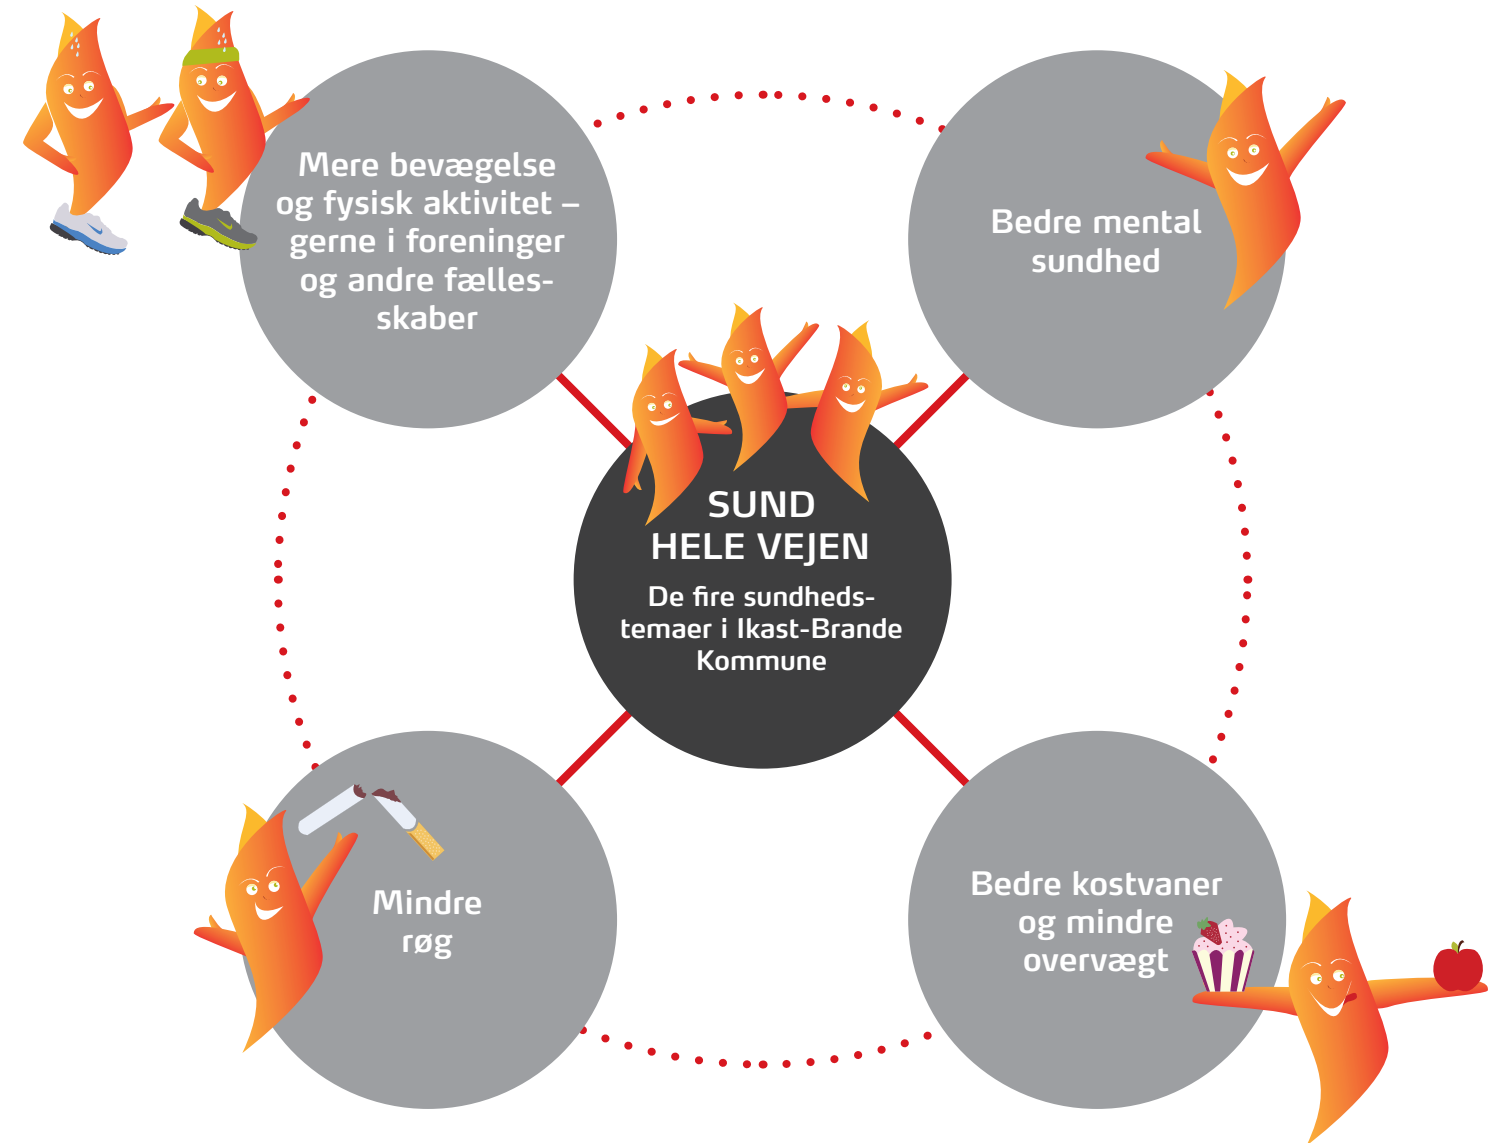 Mere bevægelse
og fysisk aktivitet –
gerne i foreninger
og andre fælles-
skaber
Bedre mental
sundhed
SUND
HELE VEJEN
De fire sundheds-
temaer i Ikast-Brande
Kommune
Mindre
røg
Bedre kostvaner
og mindre
overvægt